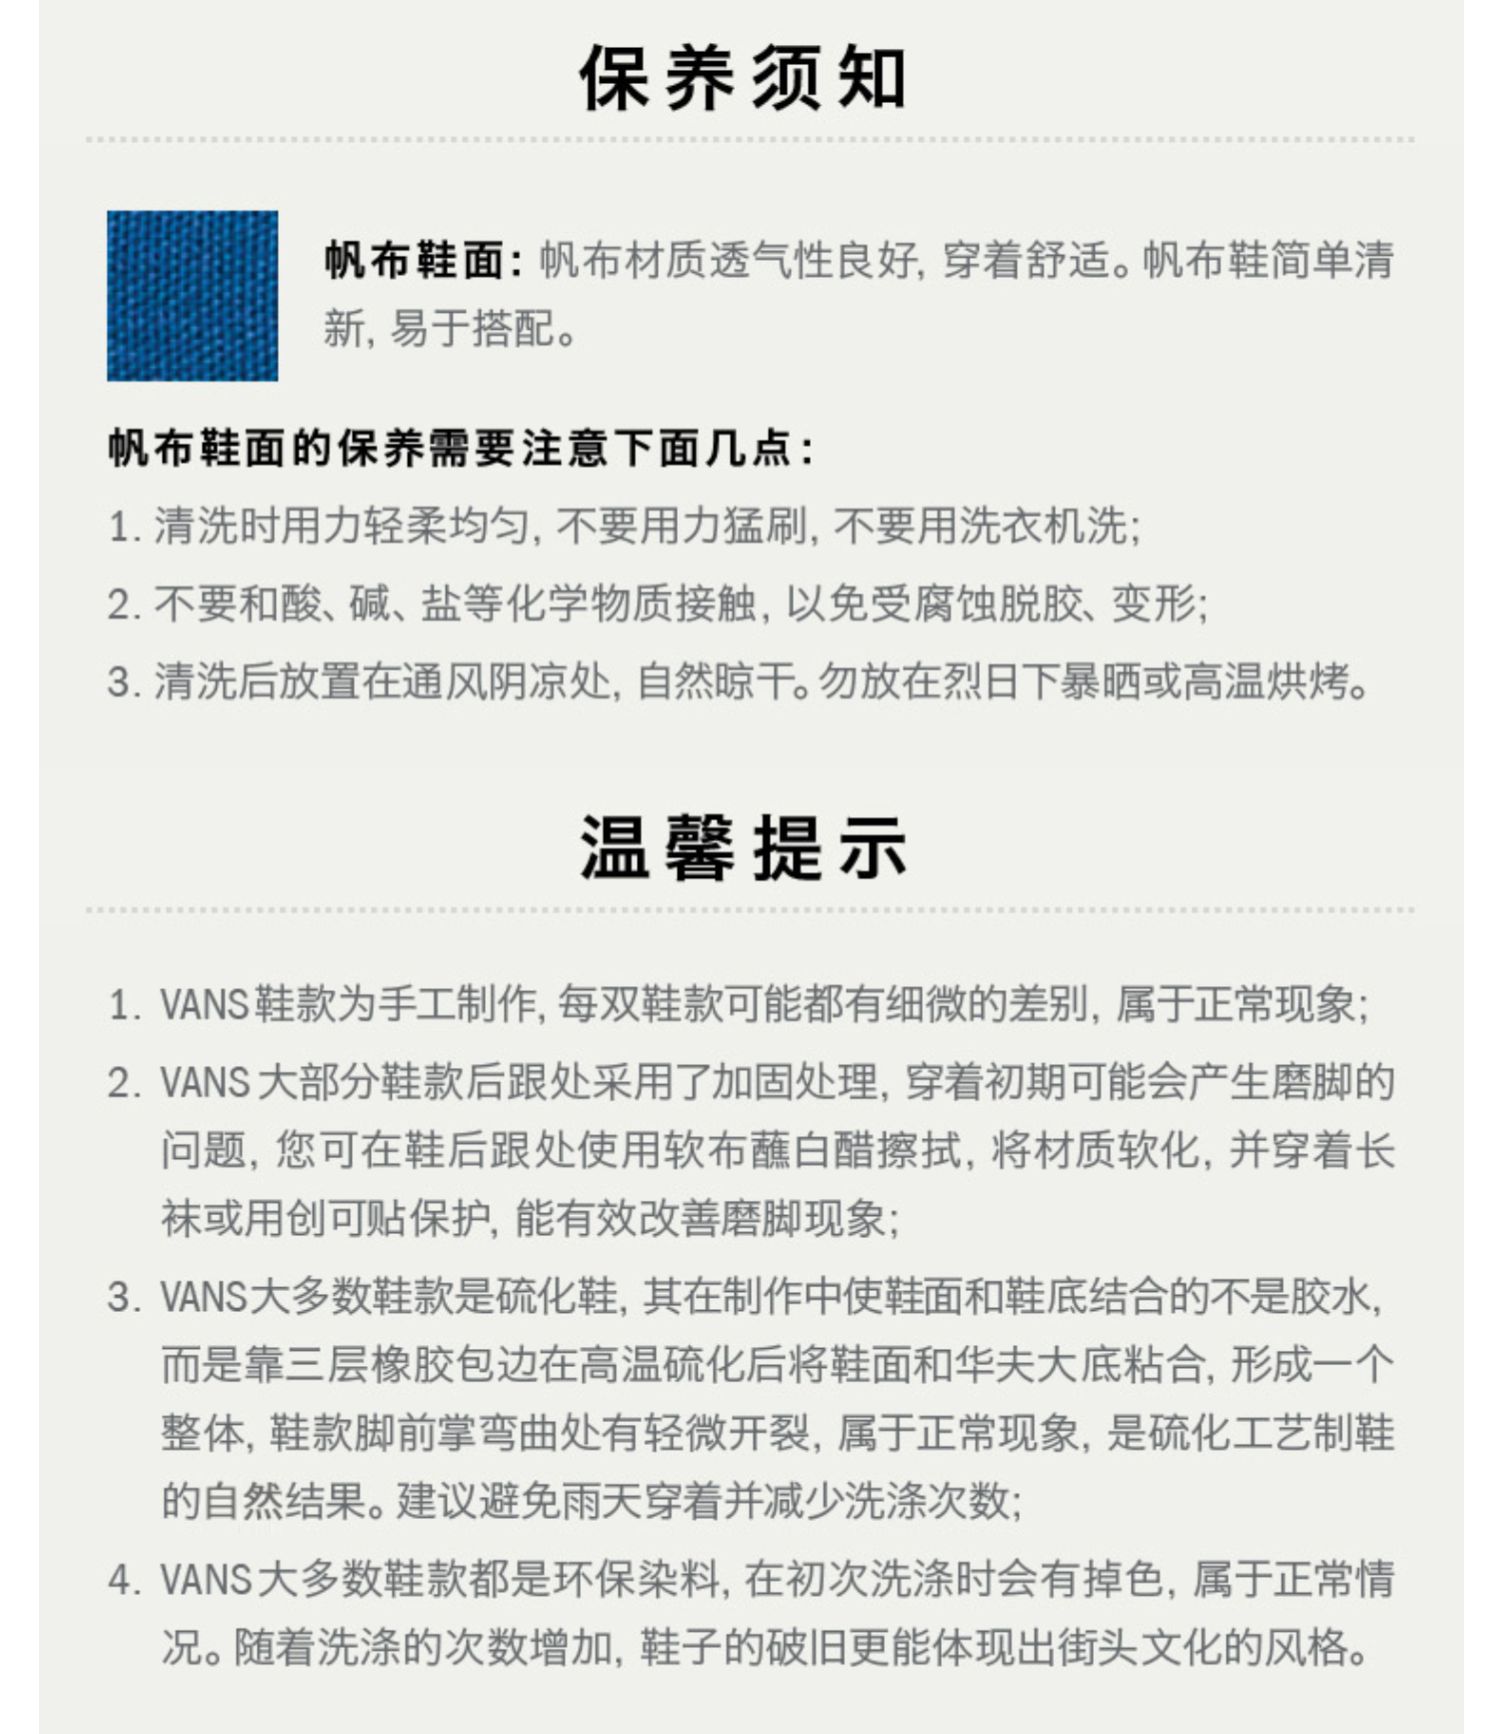 保养须知
帆布鞋面: 帆布材质透气性良好, 穿着舒适。帆布鞋简单清
新, 易于搭配。
帆布鞋面的保养需要注意下面几点:
1. 清洗时用力轻柔均匀, 不要用力猛刷, 不要用洗衣机洗;
2. 不要和酸、碱、盐等化学物质接触, 以免受腐蚀脱胶、变形;
3. 清洗后放置在通风阴凉处, 自然晾干。勿放在烈日下暴晒或高温烘烤。
温馨提示
1. VANS鞋款为手工制作, 每双鞋款可能都有细微的差别, 属于正常现象;
2. VANS大部分鞋款后跟处采用了加固处理, 穿着初期可能会产生磨脚的
问题, 您可在鞋后跟处使用软布蘸白醋擦拭, 将材质软化, 并穿着长
袜或用创可贴保护, 能有效改善磨脚现象;
3. VANS大多数鞋款是硫化鞋, 其在制作中使鞋面和鞋底结合的不是胶水,
而是靠三层橡胶包边在高温硫化后将鞋面和华夫大底粘合, 形成一个
整体, 鞋款脚前掌弯曲处有轻微开裂, 属于正常现象, 是硫化工艺制鞋
的自然结果。建议避免雨天穿着并减少洗涤次数;
4. VANS大多数鞋款都是环保染料, 在初次洗涤时会有掉色, 属于正常情
况。随着洗涤的次数增加, 鞋子的破旧更能体现出街头文化的风格。